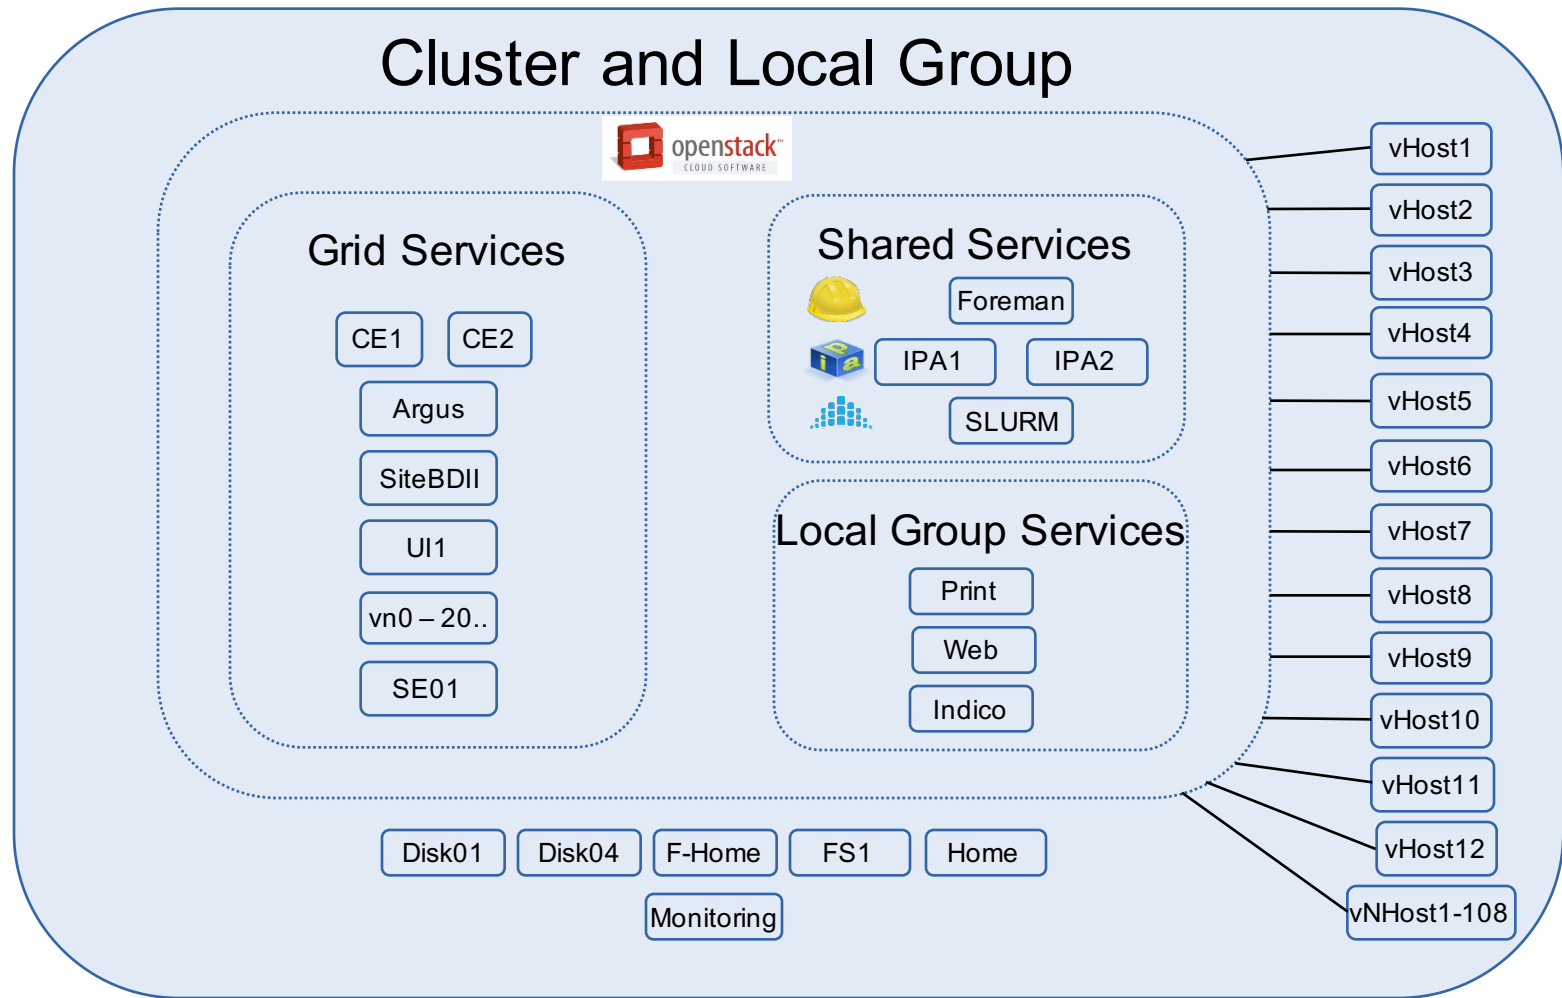 Cluster and Local Group
openstack™
CLOUD SOFTWARE
Grid Services
CE1 CE2
Argus
SiteBDII
UI1
vn0 – 20..
SE01
Shared Services
Foreman
ipa
IPA1 IPA2
SLURM
Local Group Services
Print
Web
Indico
vHost1
vHost2
vHost3
vHost4
vHost5
vHost6
vHost7
vHost8
vHost9
vHost10
vHost11
vHost12
vNHost1-108
Disk01 Disk04 F-Home FS1 Home
Monitoring